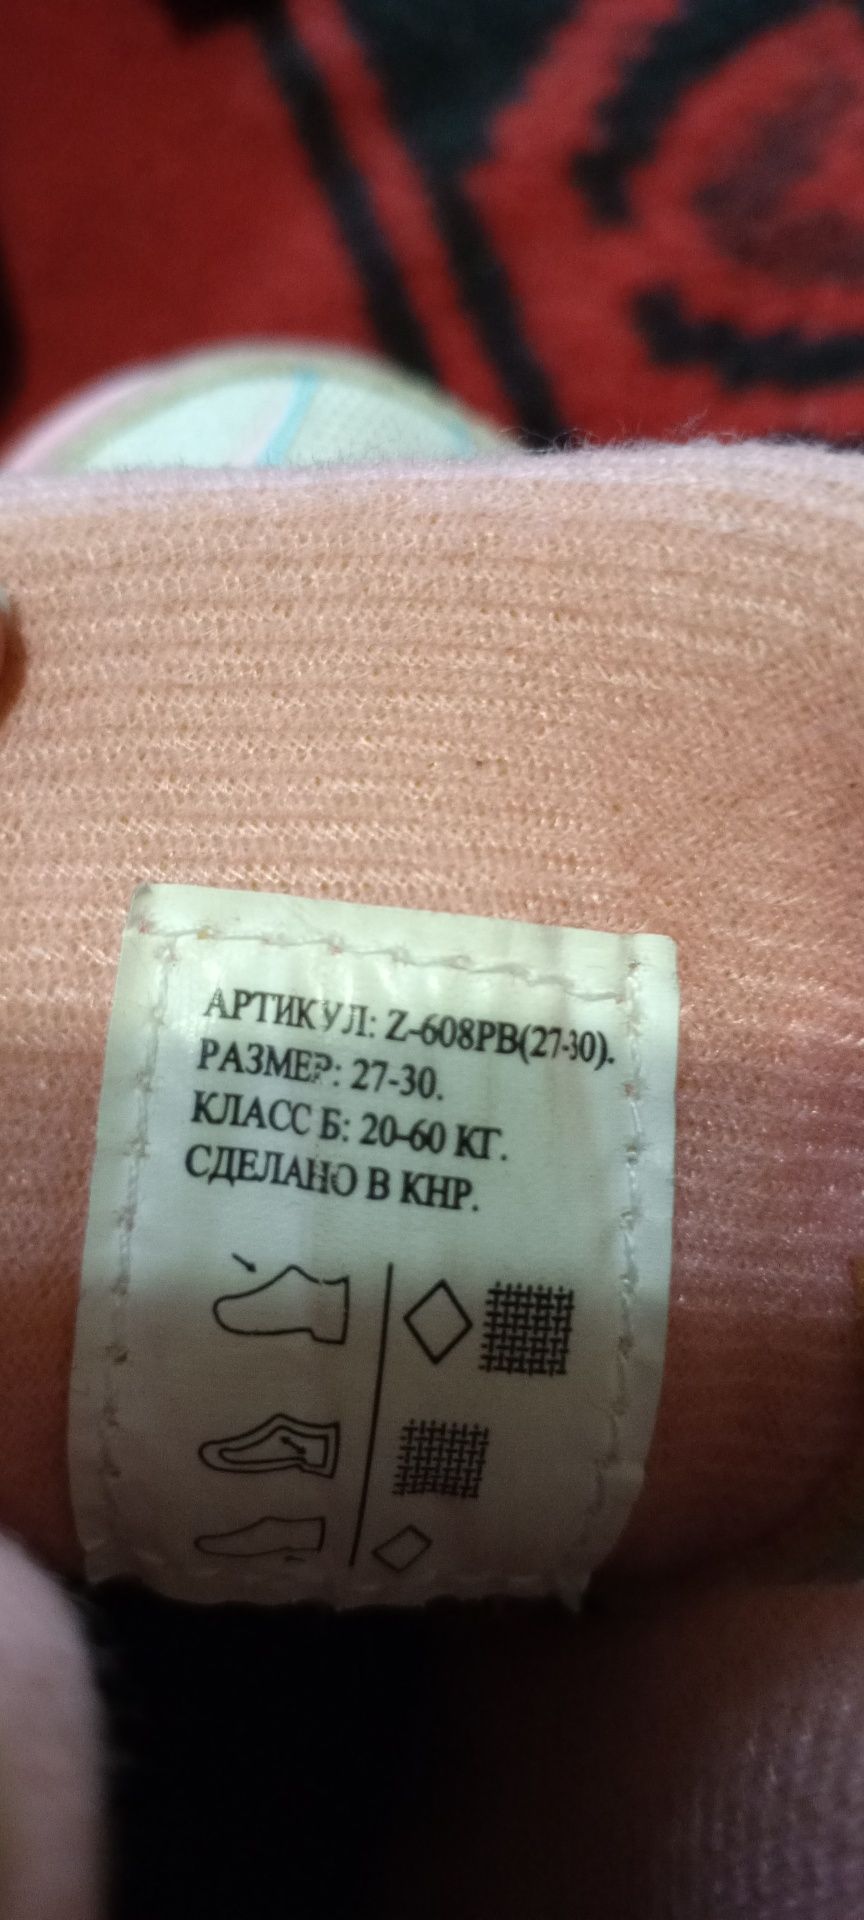 АРТИКУЛ: Z-608PB(27-30).
РАЗМЕР: 27-30.
КЛАСС Б: 20-60 КГ.
СДЕЛАНО В КНР.